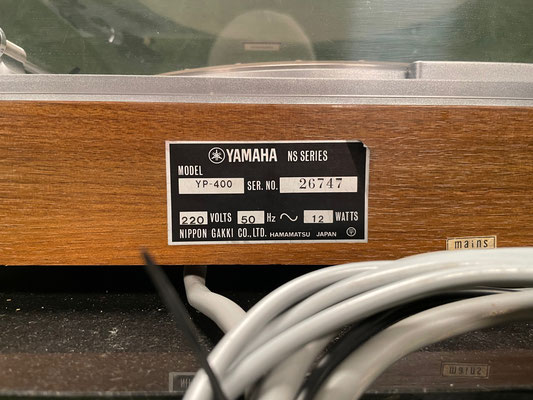 YAMAHA NS SERIES
MODEL
YP-400 SER. NO. 26747
220 VOLTS 50 Hz 12 WATTS
NIPPON GAKKI CO., LTD. HAMAMATSU JAPAN
mains